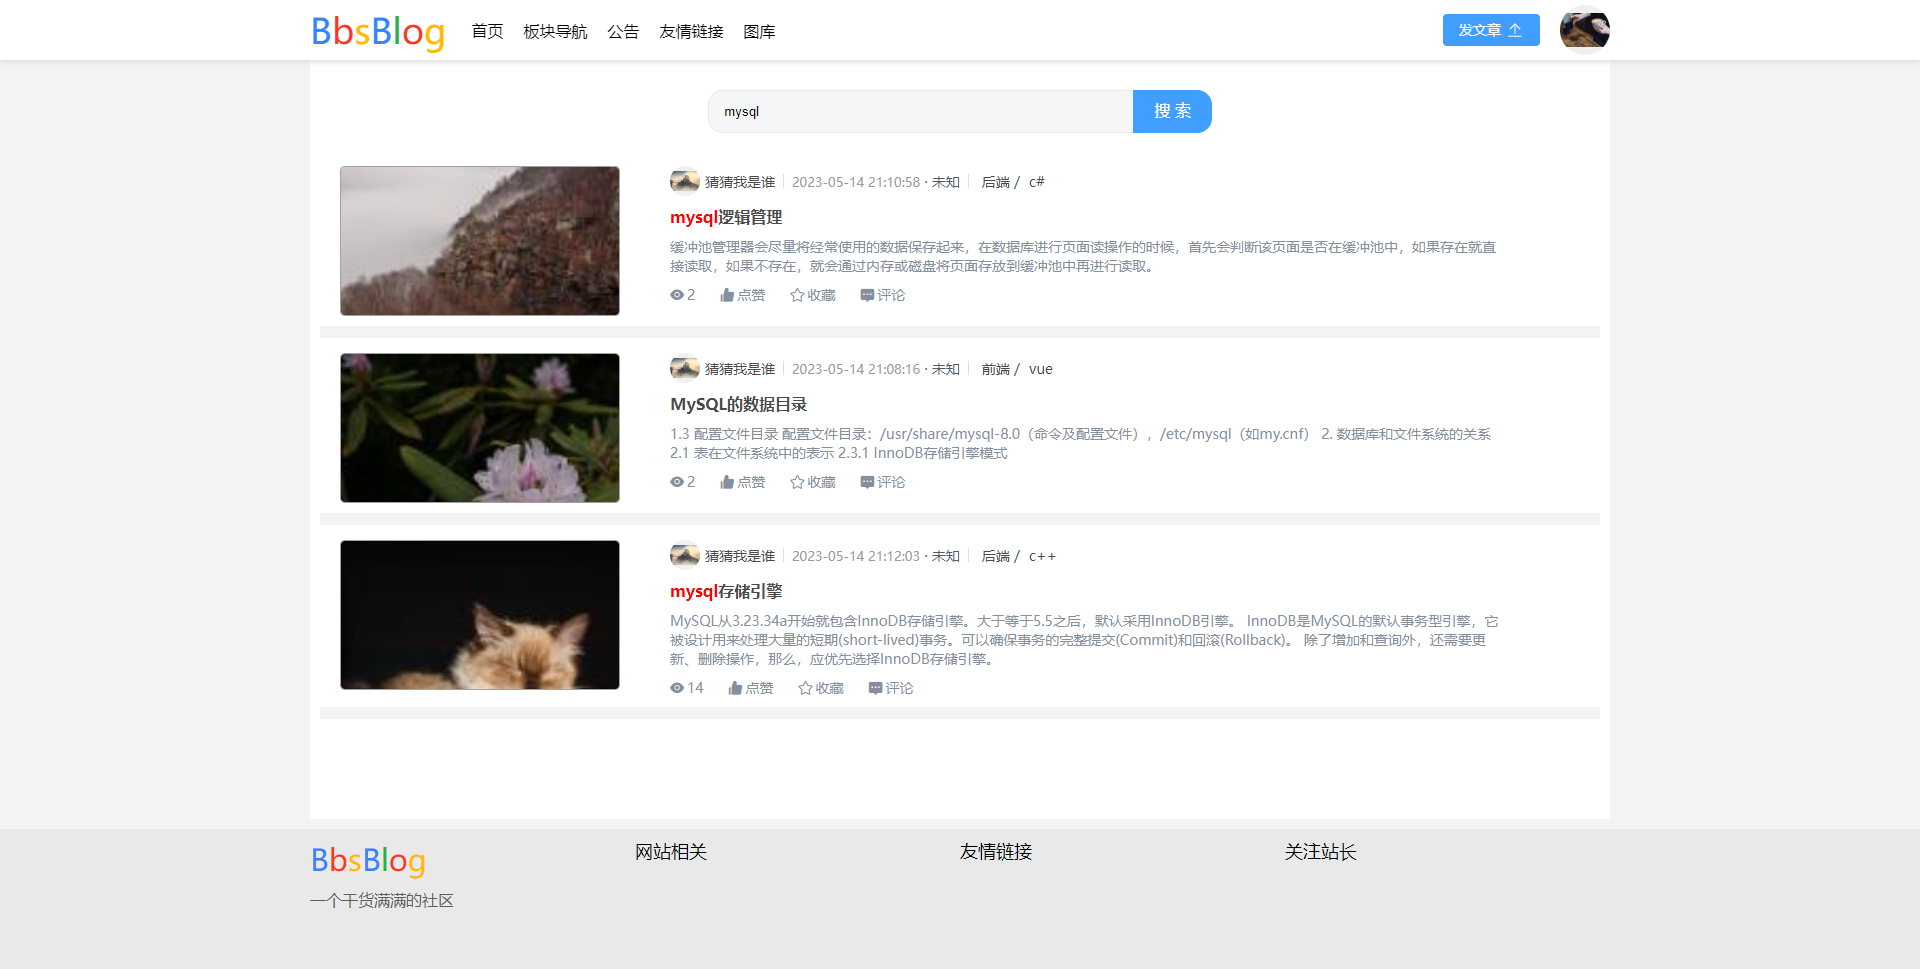 BbsBlog 首页 板块导航 公告 友情链接 图库 发文章
mysql 搜 索
猜猜我是谁 2023-05-14 21:10:58 · 未知 后端 / c#
mysql逻辑管理
缓冲池管理器会尽量将经常使用的数据保存起来，在数据库进行页面读操作的时候，首先会判断该页面是否在缓冲池中，如果存在就直
接读取，如果不存在，就会通过内存或磁盘将页面存放到缓冲池中再进行读取。
2 点赞 收藏 评论
猜猜我是谁 2023-05-14 21:08:16 · 未知 前端 / vue
MySQL的数据目录
1.3 配置文件目录 配置文件目录：/usr/share/mysql-8.0（命令及配置文件），/etc/mysql（如my.cnf） 2. 数据库和文件系统的关系
2.1 表在文件系统中的表示 2.3.1 InnoDB存储引擎模式
2 点赞 收藏 评论
猜猜我是谁 2023-05-14 21:12:03 · 未知 后端 / c++
mysql存储引擎
MySQL从3.23.34a开始就包含InnoDB存储引擎。大于等于5.5之后，默认采用InnoDB引擎。 InnoDB是MySQL的默认事务型引擎，它
被设计用来处理大量的短期(short-lived)事务。可以确保事务的完整提交(Commit)和回滚(Rollback)。 除了增加和查询外，还需要更
新、删除操作，那么，应优先选择InnoDB存储引擎。
14 点赞 收藏 评论
BbsBlog 网站相关 友情链接 关注站长
一个干货满满的社区